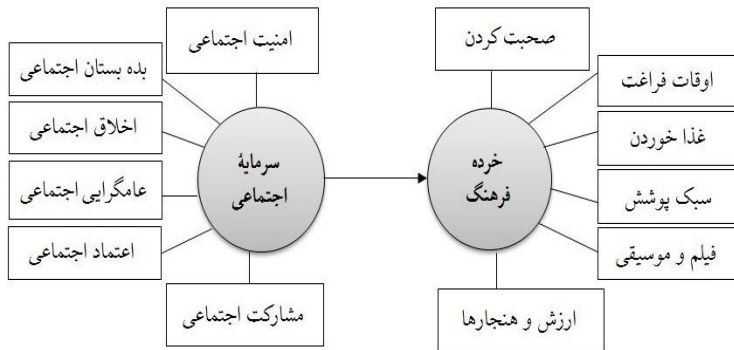 صحبت کردن
امنیت اجتماعی
اوقات فراغت
بده بستان اجتماعی
غذا خوردن
اخلاق اجتماعی
خرده
فرهنگ
سرمایۀ
اجتماعی
سبک پوشش
عامگرایی اجتماعی
فیلم و موسیقی
اعتماد اجتماعی
ارزش و هنجارها
مشارکت اجتماعی